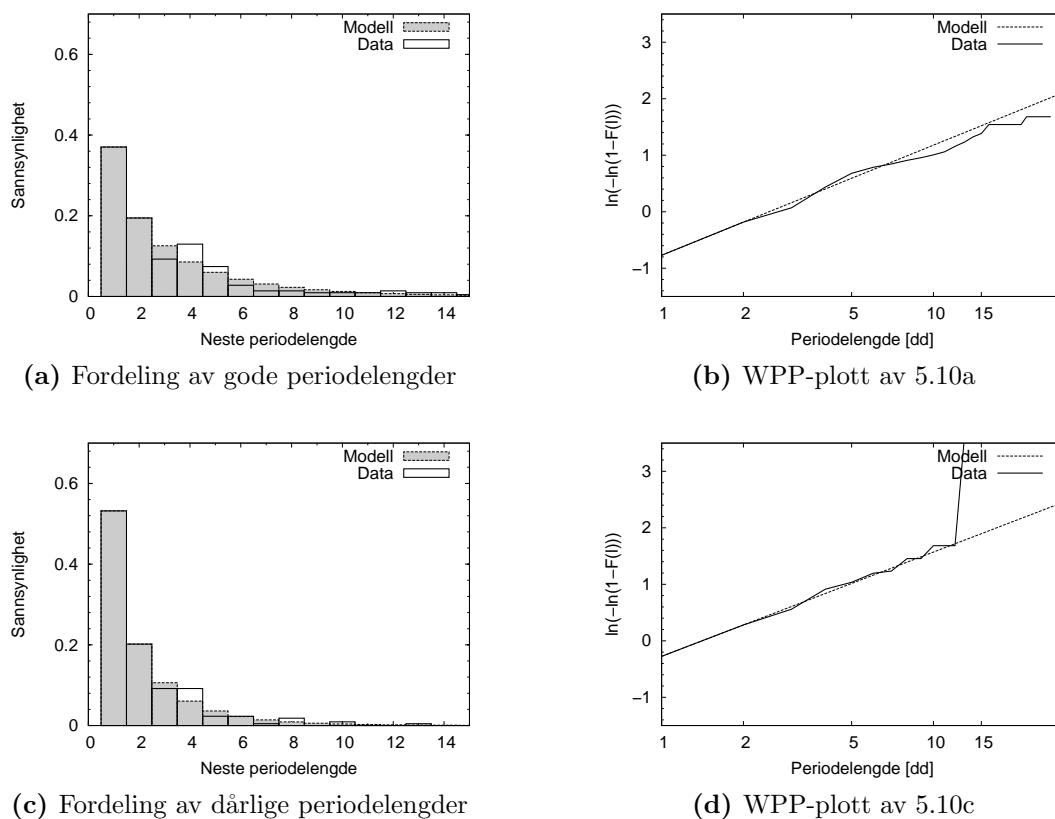 Sannsynlighet
0.6
0.4
0.2
0
Modell
Data
0 2 4 6 8 10 12 14
Neste periodelengde
(a) Fordeling av gode periodelengder
ln(-ln(1-F(l)))
3
2
1
0
−1
Modell
Data
1 2 5 10 15
Periodelengde [dd]
(b) WPP-plott av 5.10a
Sannsynlighet
0.6
0.4
0.2
0
Modell
Data
0 2 4 6 8 10 12 14
Neste periodelengde
(c) Fordeling av dårlige periodelengder
ln(-ln(1-F(l)))
3
2
1
0
−1
Modell
Data
1 2 5 10 15
Periodelengde [dd]
(d) WPP-plott av 5.10c